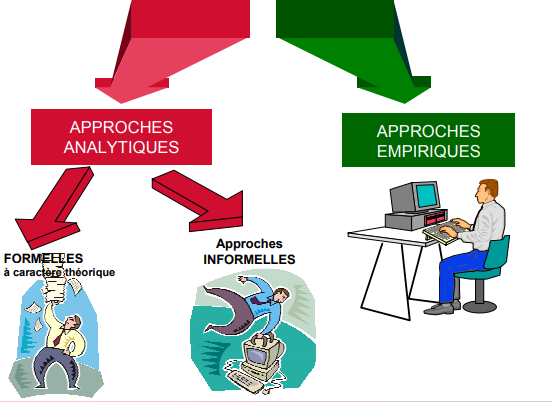 APPROCHES
ANALYTIQUES
APPROCHES
EMPIRIQUES
FORMELLES
à caractère théorique
Approches
INFORMELLES